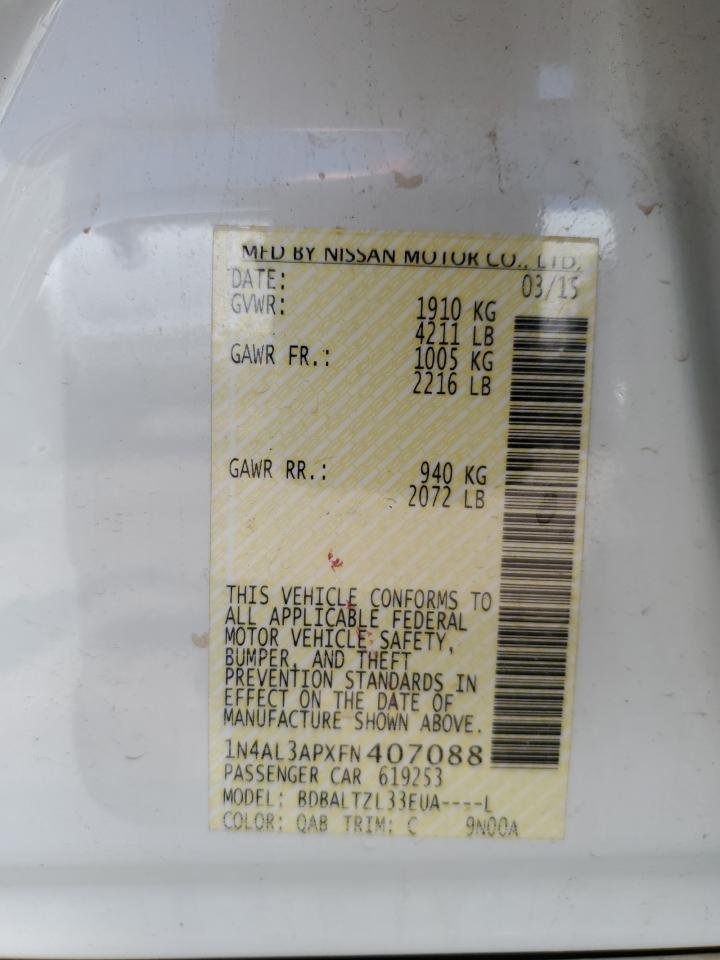 MFD BY NISSAN MOTOR CO., LTD.
DATE: 03/15
GVWR: 1910 KG
4211 LB
GAWR FR.: 1005 KG
2216 LB
GAWR RR.: 940 KG
2072 LB
THIS VEHICLE CONFORMS TO
ALL APPLICABLE FEDERAL
MOTOR VEHICLE SAFETY,
BUMPER, AND THEFT
PREVENTION STANDARDS IN
EFFECT ON THE DATE OF
MANUFACTURE SHOWN ABOVE.
1N4AL3APXFN 407088
PASSENGER CAR 619253
MODEL: BDBALTZL33EUA----L
COLOR: QAB TRIM: C 9N00A